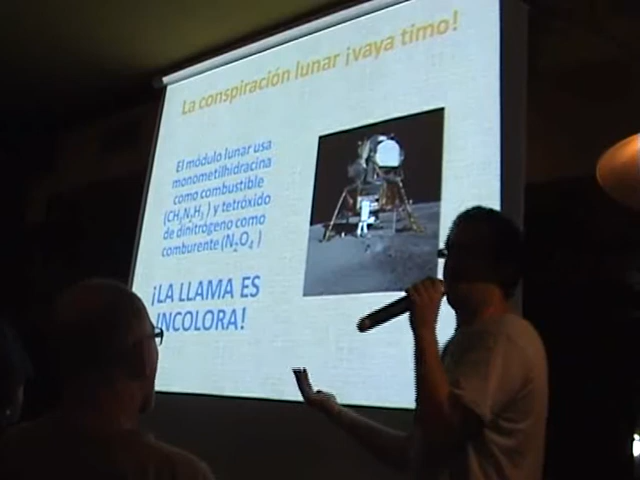 La conspiración lunar ¡vaya timo!
El módulo lunar usa
monometilhidracina
como combustible
(CH₃N₂H₃) y tetróxido
de dinitrógeno como
comburente (N₂O₄)
¡LA LLAMA ES
INCOLORA!